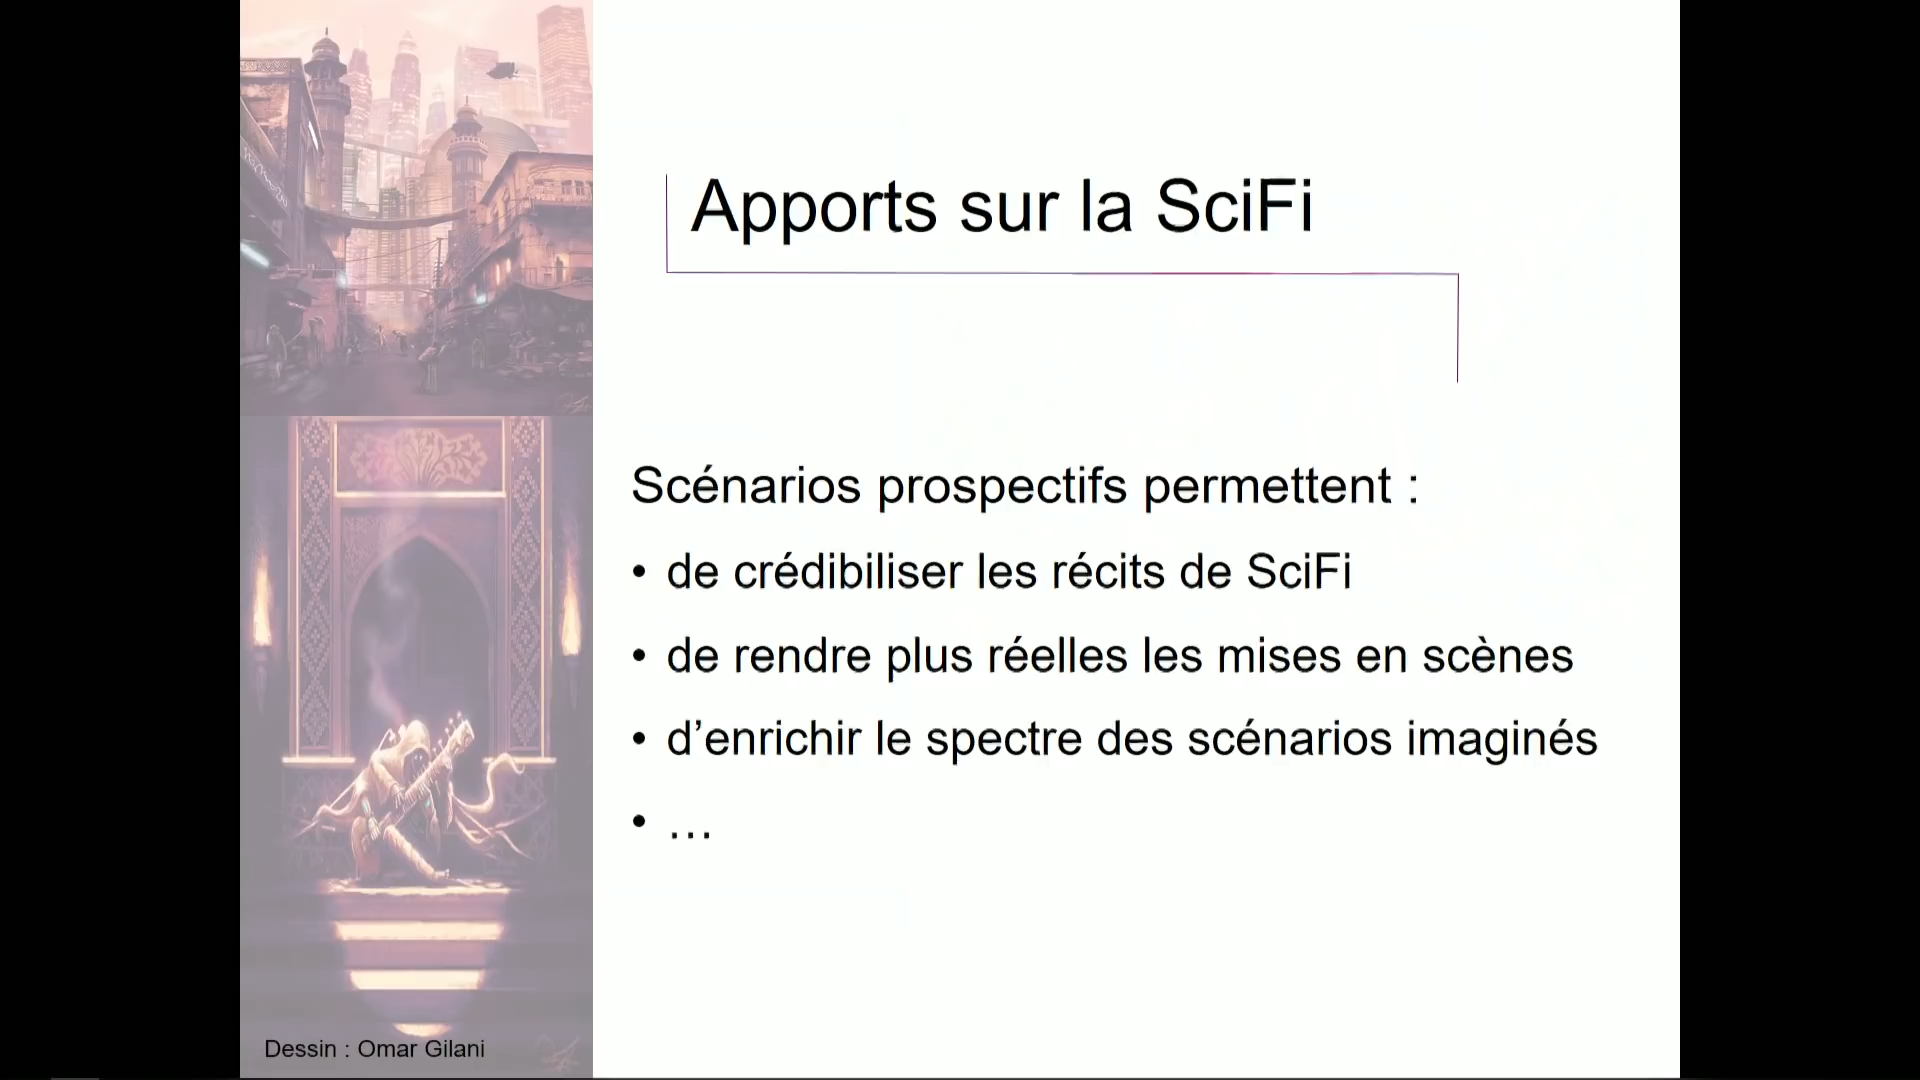 Apports sur la SciFi
Scénarios prospectifs permettent :
• de crédibiliser les récits de SciFi
• de rendre plus réelles les mises en scènes
• d’enrichir le spectre des scénarios imaginés
• …
Dessin : Omar Gilani